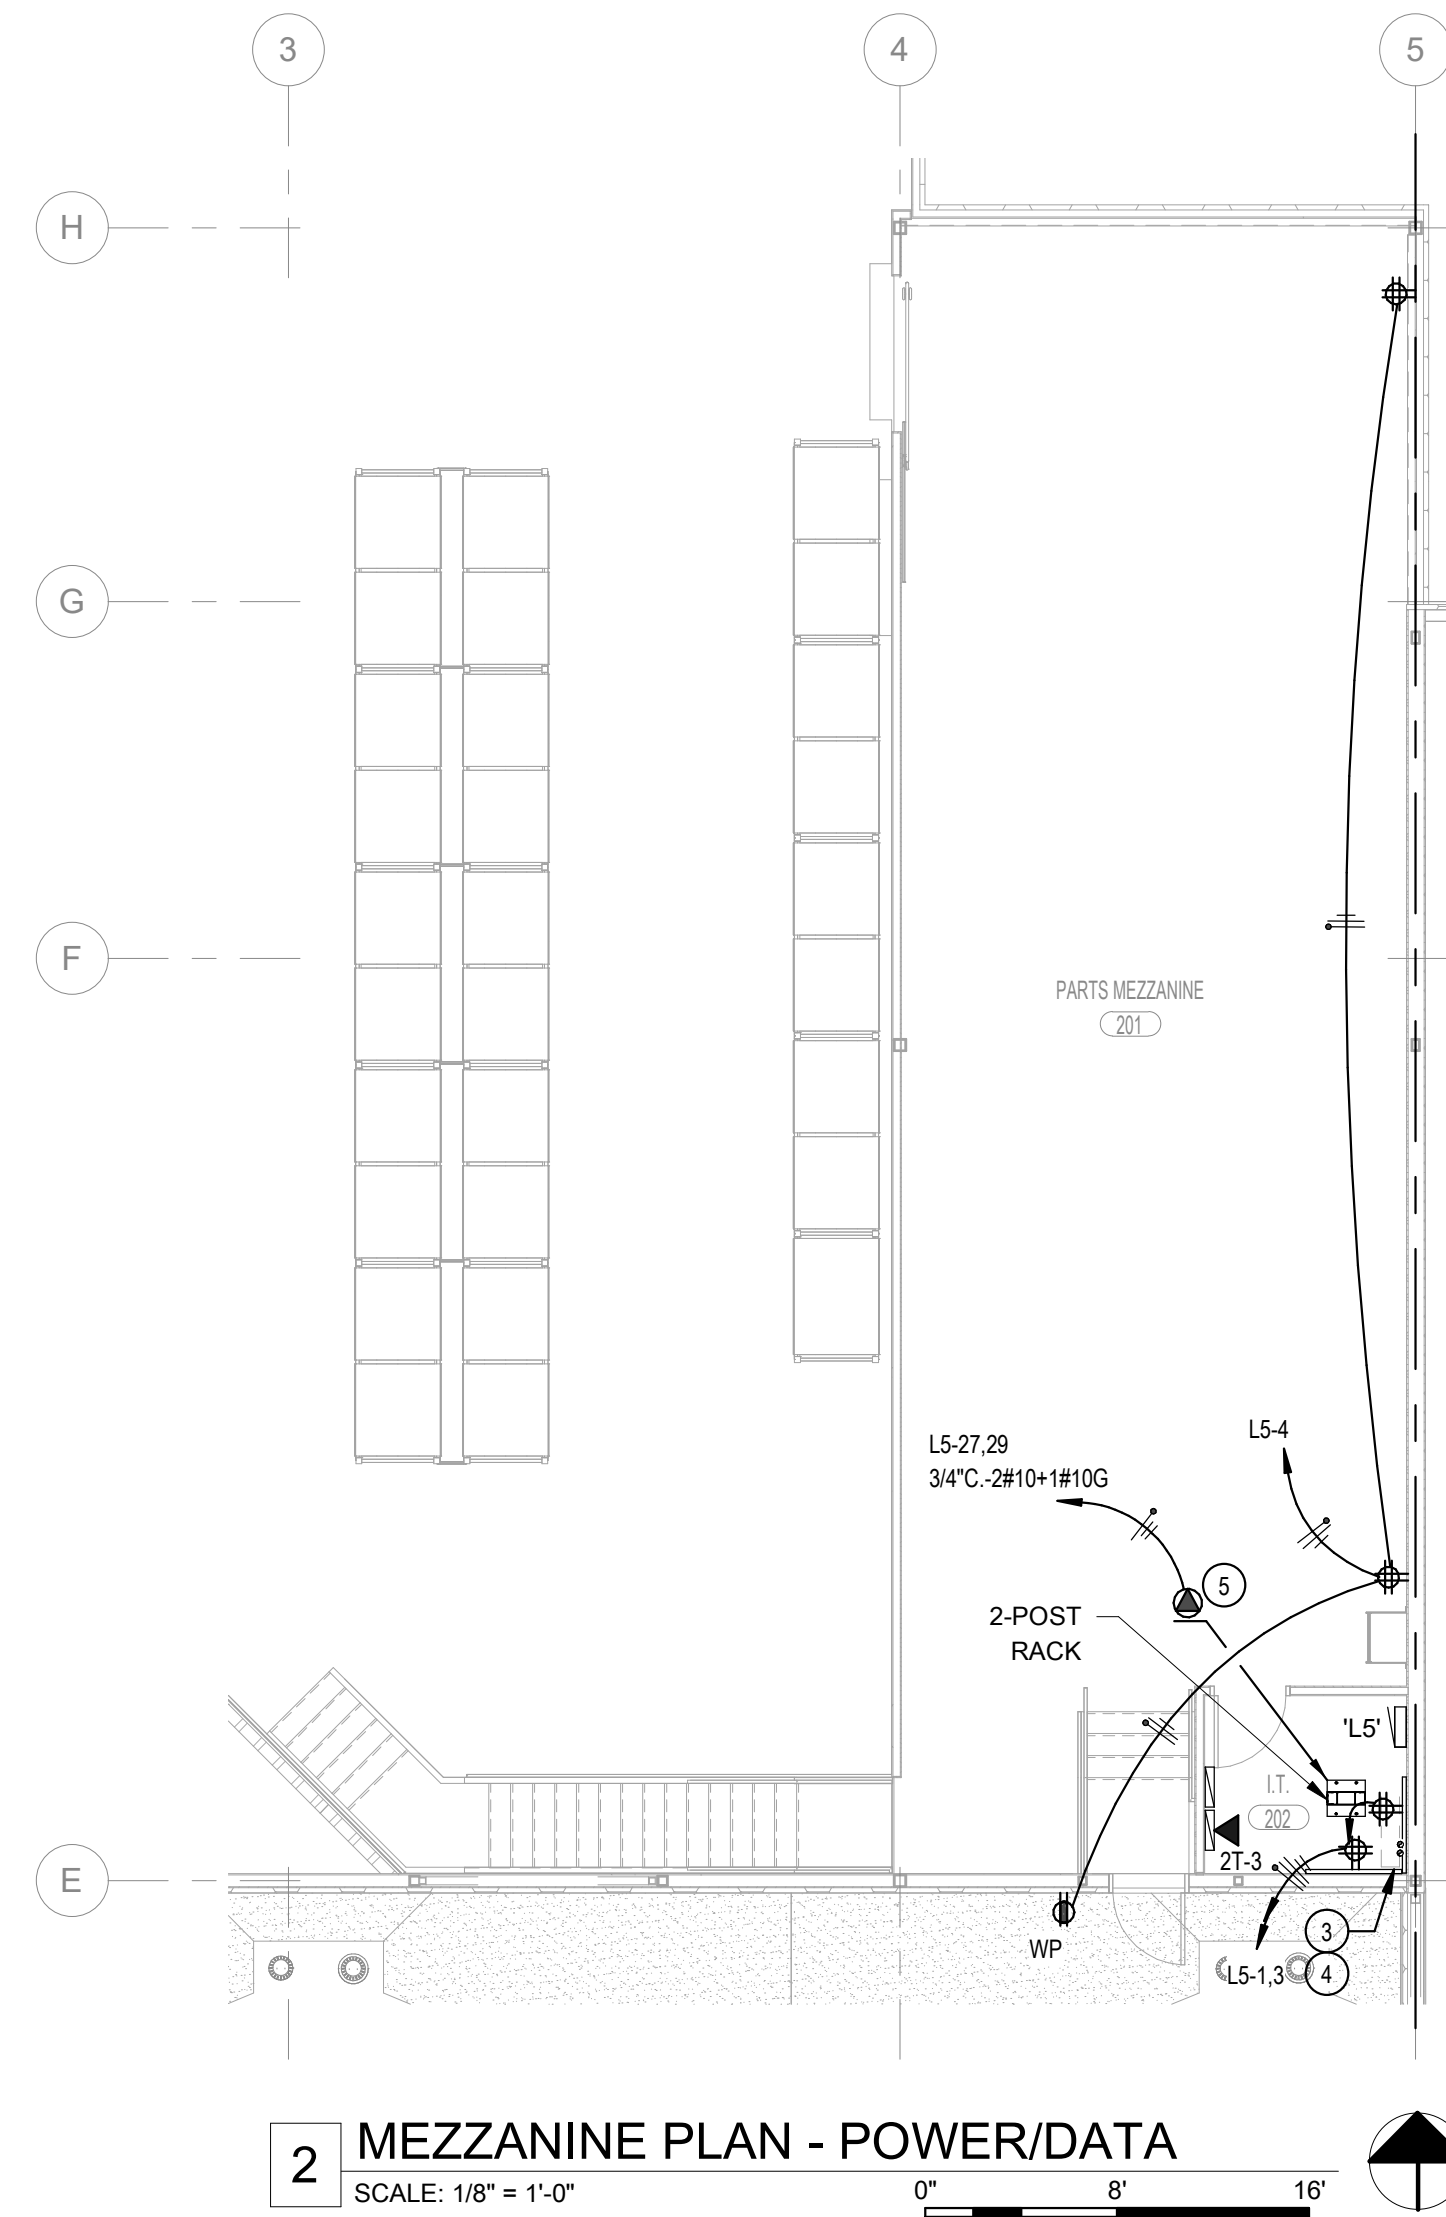 3
4
5
H
G
F
PARTS MEZZANINE
201
L5-27,29
3/4"C.-2#10+1#10G
L5-4
5
2-POST
RACK
'L5'
I.T.
202
2T-3
E
WP
3
L5-1,3
4
2
MEZZANINE PLAN - POWER/DATA
SCALE: 1/8" = 1'-0"
0"
8'
16'